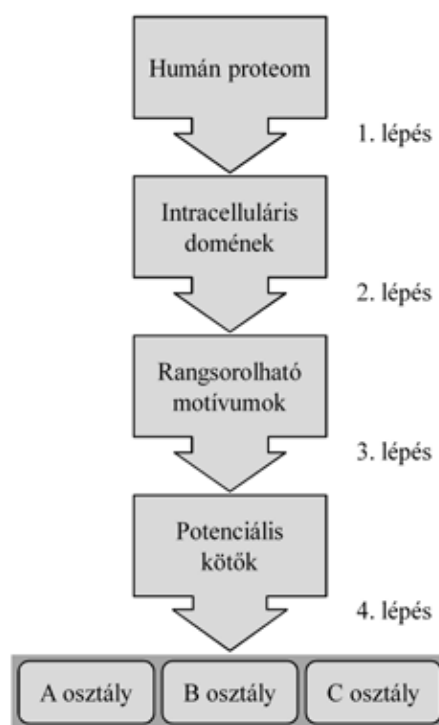 Humán proteom
1. lépés
Intracelluláris
domének
2. lépés
Rangsorolható
motívumok
3. lépés
Potenciális
kötők
4. lépés
A osztály
B osztály
C osztály